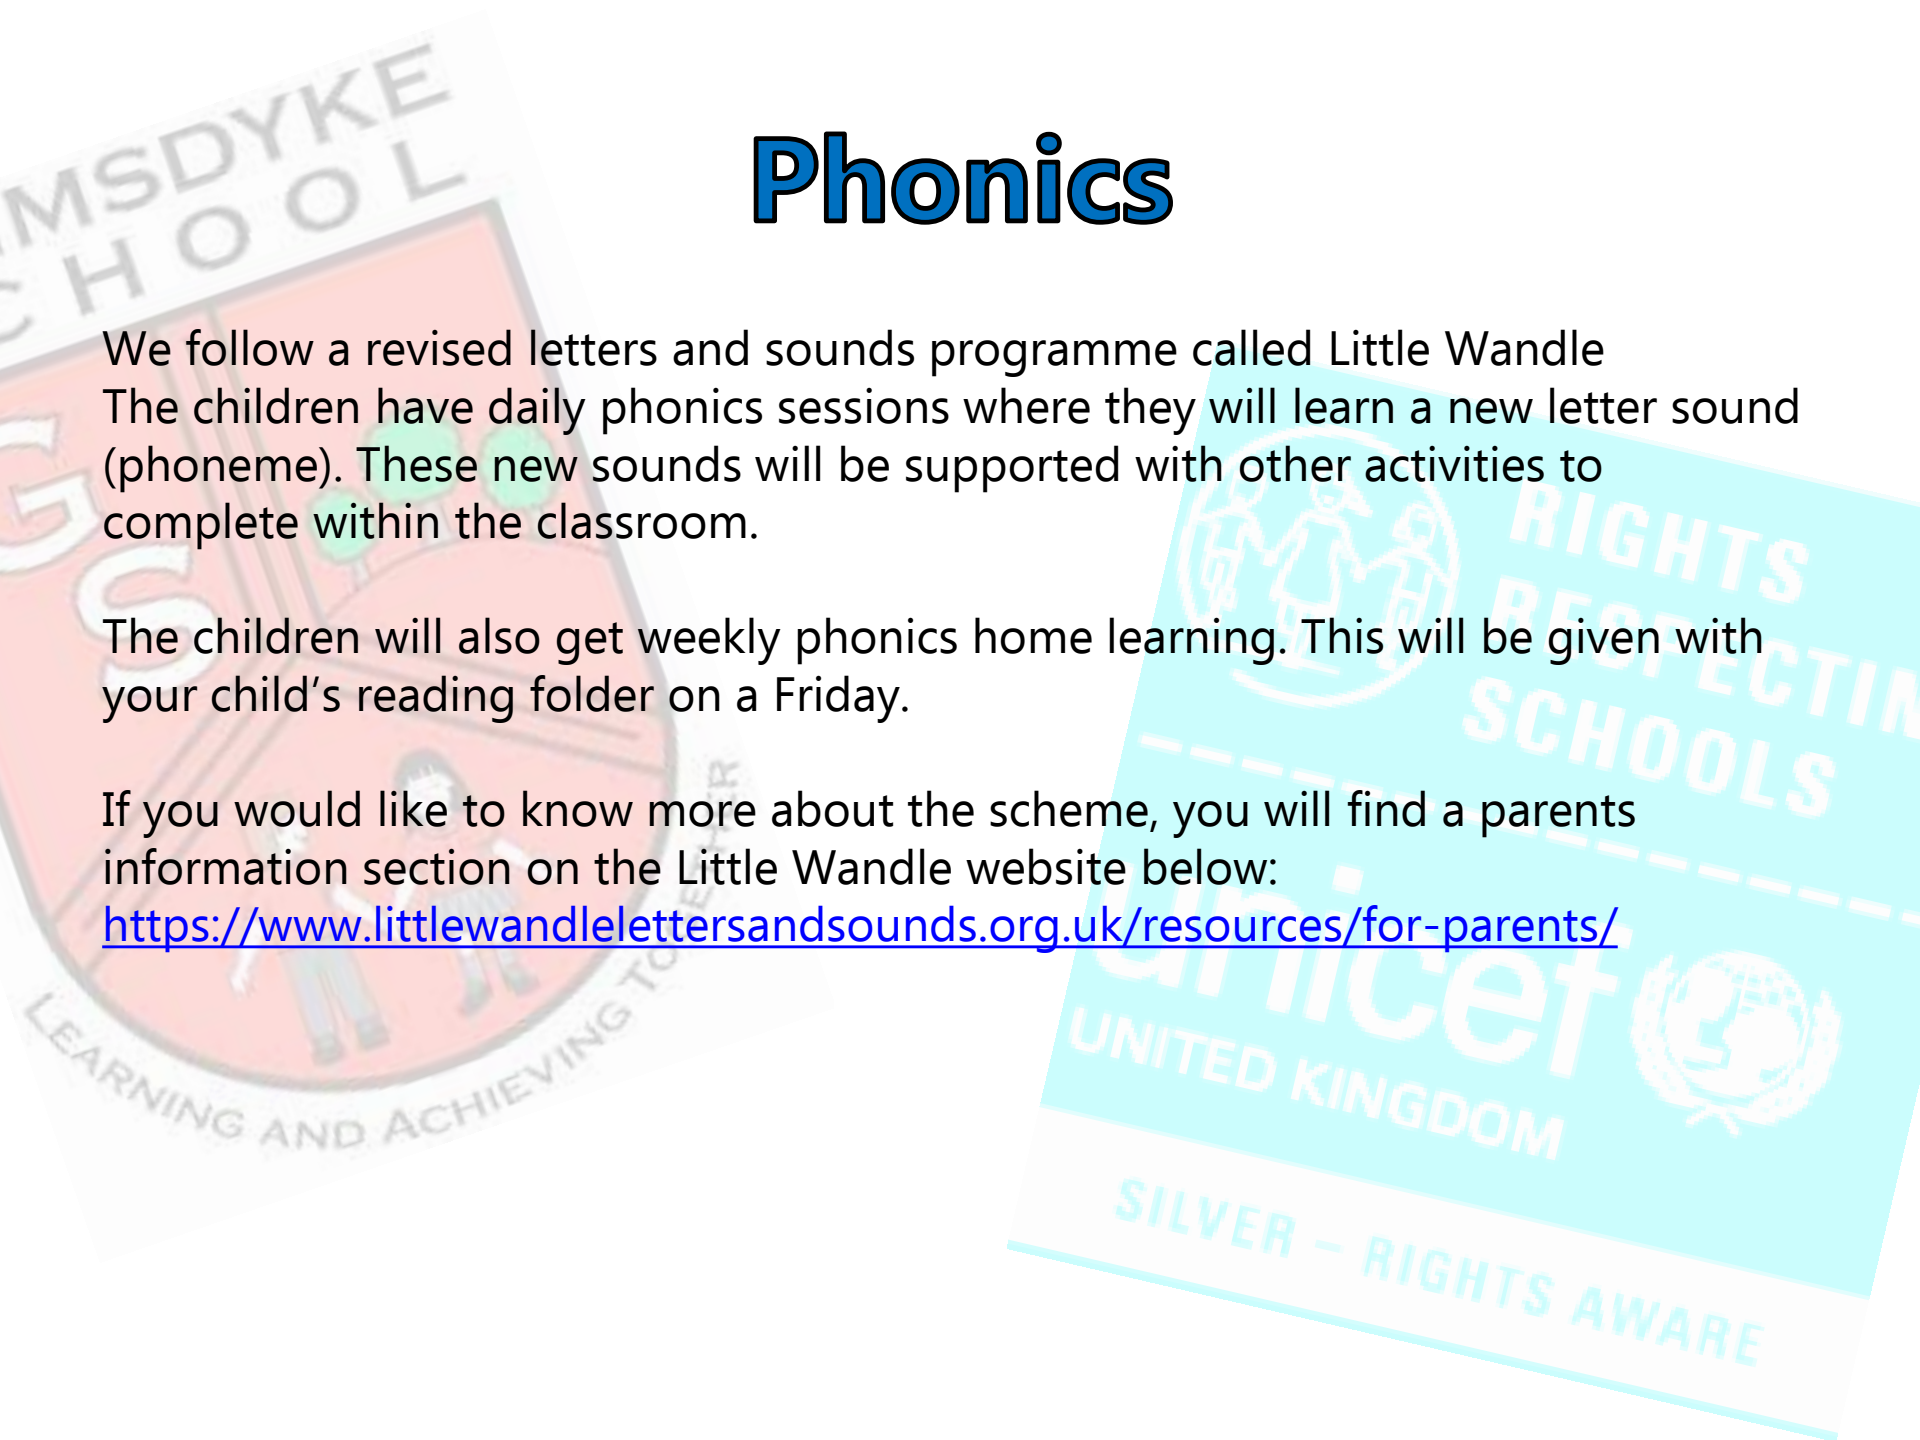 Phonics
We follow a revised letters and sounds programme called Little Wandle
The children have daily phonics sessions where they will learn a new letter sound
(phoneme). These new sounds will be supported with other activities to
complete within the classroom.
The children will also get weekly phonics home learning. This will be given with
your child’s reading folder on a Friday.
If you would like to know more about the scheme, you will find a parents
information section on the Little Wandle website below:
https://www.littlewandlelettersandsounds.org.uk/resources/for-parents/
IMSDYKE
CHOOL
G
S
LEARNING AND ACHIEVING TOGETHER
RIGHTS
RESPECTIN
SCHOOLS
unicef
UNITED KINGDOM
SILVER – RIGHTS AWARE